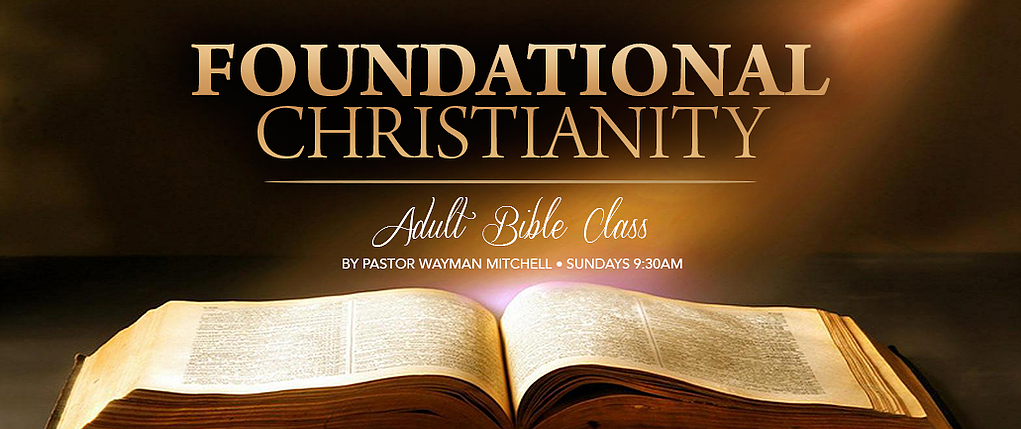 FOUNDATIONAL
CHRISTIANITY
Adult Bible Class
BY PASTOR WAYMAN MITCHELL • SUNDAYS 9:30AM